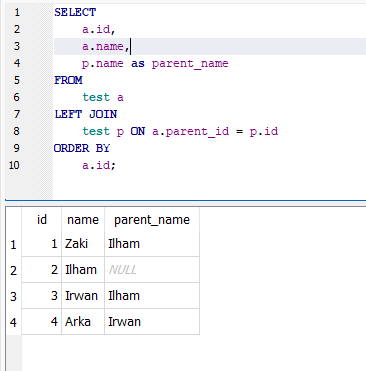 1 SELECT
2 a.id,
3 a.name,
4 p.name as parent_name
5 FROM
6 test a
7 LEFT JOIN
8 test p ON a.parent_id = p.id
9 ORDER BY
10 a.id;
id name parent_name
1 1 Zaki Ilham
2 2 Ilham NULL
3 3 Irwan Ilham
4 4 Arka Irwan